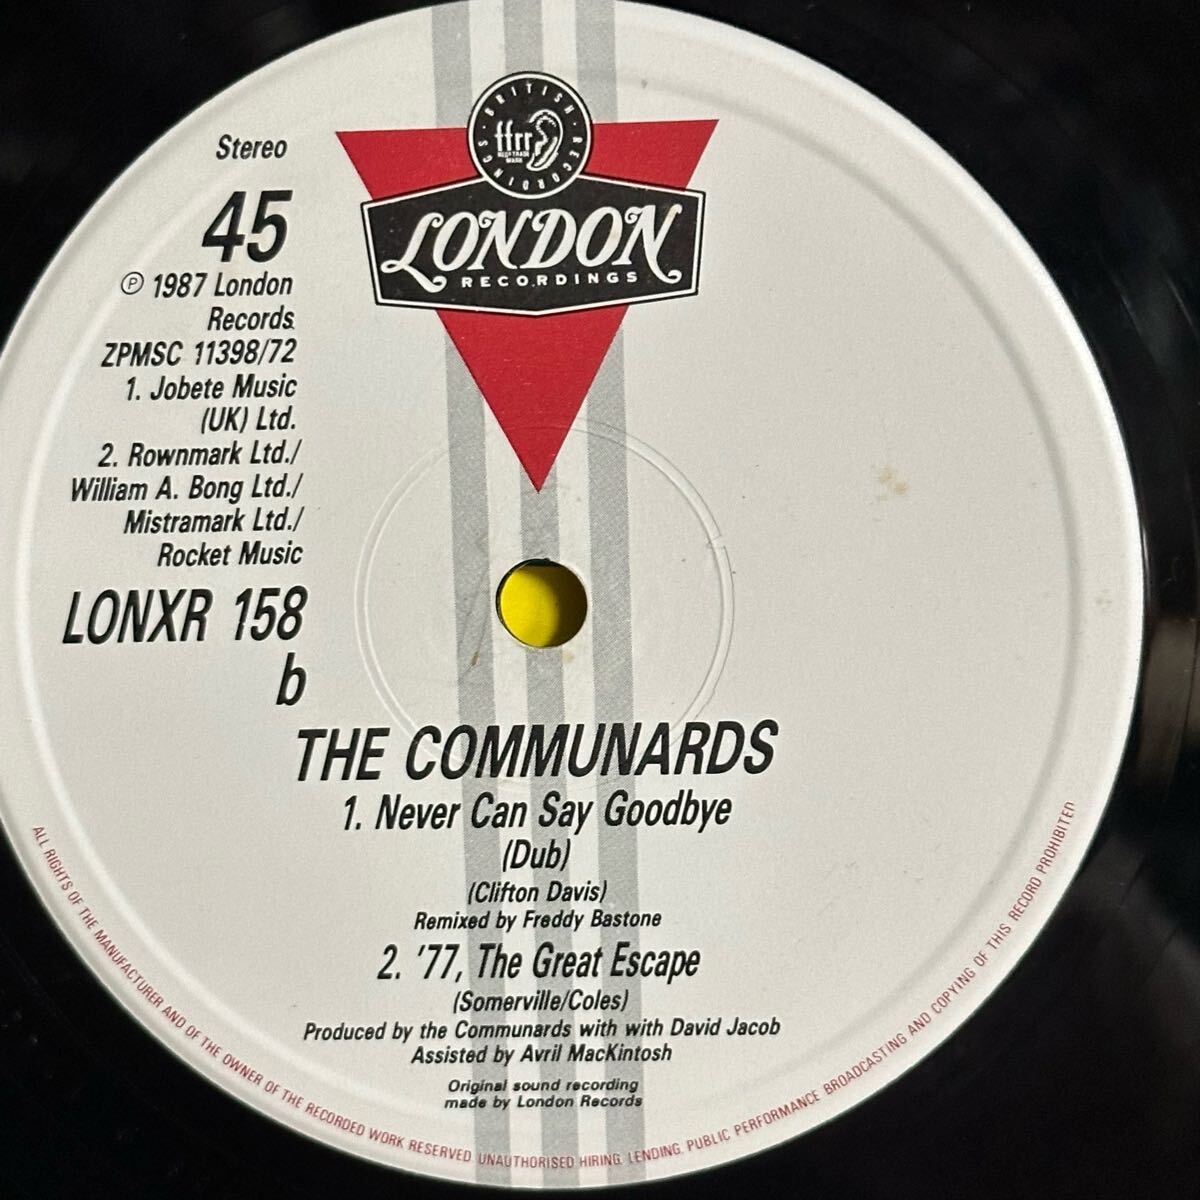 BRITISH · RECORDINGS ·
ffrr
REG'D TRADE
MARK
LONDON
RECORDINGS
Stereo
45
℗ 1987 London
Records
ZPMSC 11398/72
1. Jobete Music
(UK) Ltd.
2. Rownmark Ltd./
William A. Bong Ltd./
Mistramark Ltd./
Rocket Music
LONXR 158
b
THE COMMUNARDS
1. Never Can Say Goodbye
(Dub)
(Clifton Davis)
Remixed by Freddy Bastone
2. '77, The Great Escape
(Somerville/Coles)
Produced by the Communards with with David Jacob
Assisted by Avril MacKintosh
Original sound recording
made by London Records
ALL RIGHTS OF THE MANUFACTURER AND OF THE OWNER OF THE RECORDED WORK RESERVED. UNAUTHORISED HIRING. LENDING. PUBLIC PERFORMANCE BROADCASTING AND COPYING OF THIS RECORD PROHIBITED